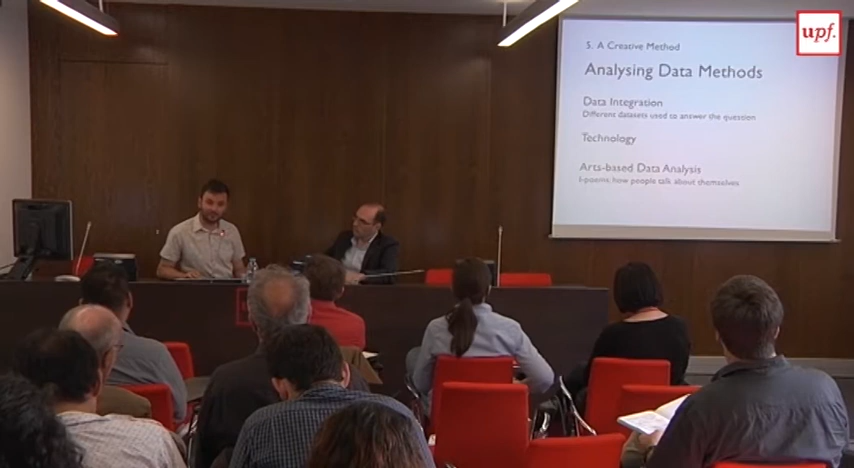 5. A Creative Method
upf.
Analysing Data Methods
Data Integration
Different datasets used to answer the question
Technology
Arts-based Data Analysis
I-poems: how people talk about themselves